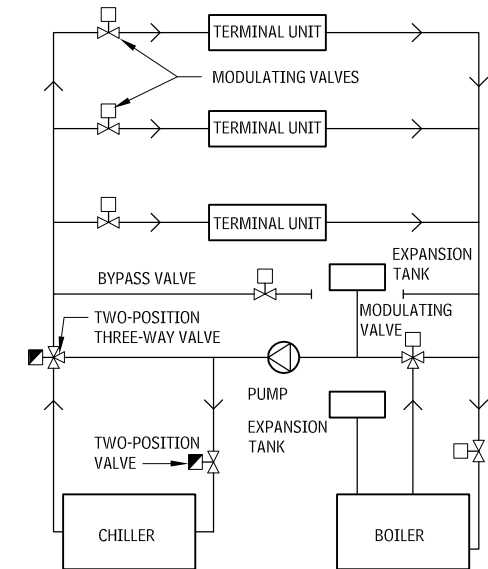 TERMINAL UNIT
MODULATING VALVES
TERMINAL UNIT
TERMINAL UNIT
BYPASS VALVE
EXPANSION
TANK
MODULATING
VALVE
TWO-POSITION
THREE-WAY VALVE
PUMP
EXPANSION
TANK
TWO-POSITION
VALVE
CHILLER
BOILER